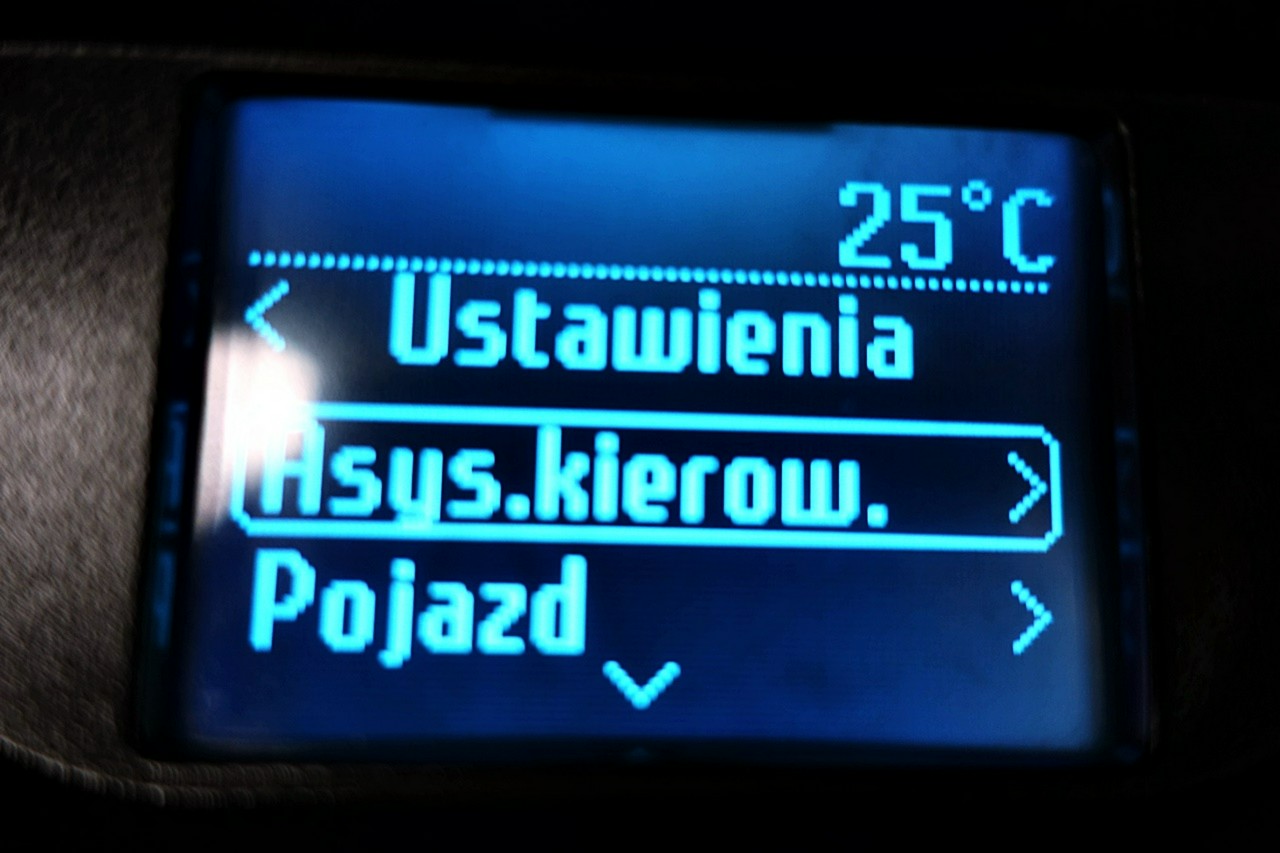 25°C
< Ustawienia
Asys.kierow. >
Pojazd >